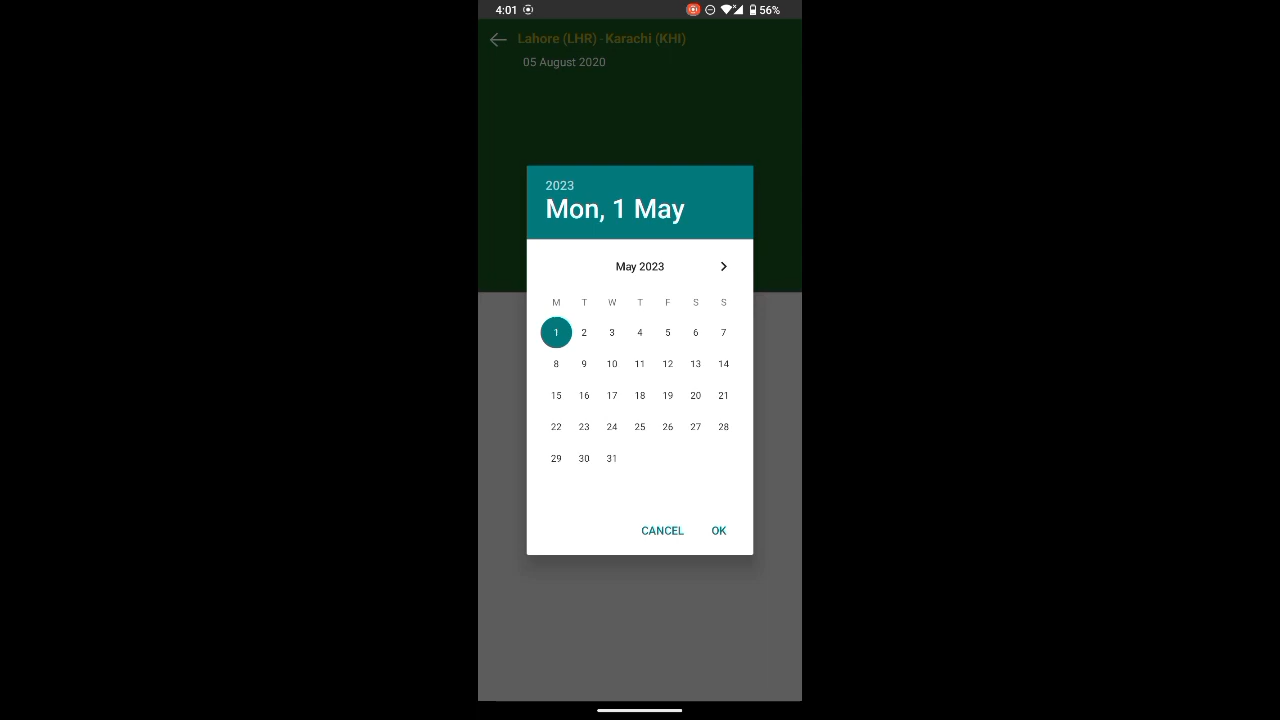 4:01 56%
Lahore (LHR) - Karachi (KHI)
05 August 2020
2023
Mon, 1 May
May 2023
M T W T F S S
1 2 3 4 5 6 7
8 9 10 11 12 13 14
15 16 17 18 19 20 21
22 23 24 25 26 27 28
29 30 31
CANCEL OK